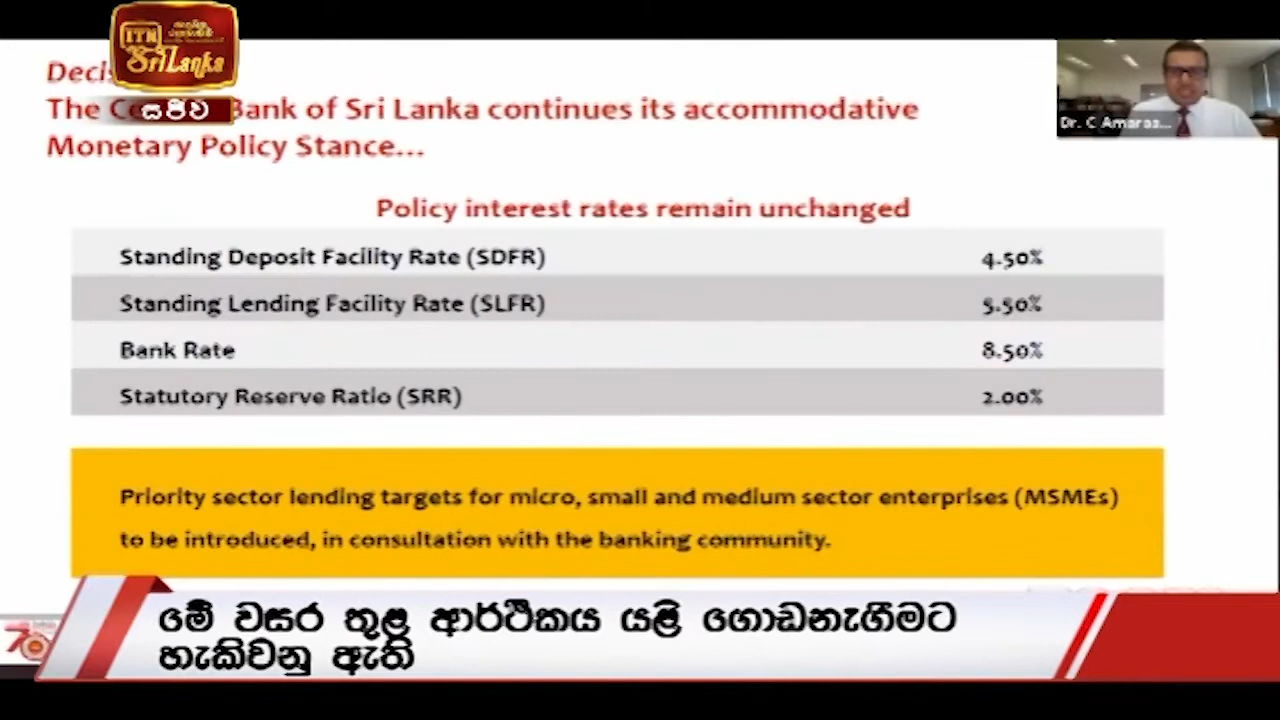 ITN
Sri Lanka
සජීව
The Bank of Sri Lanka continues its accommodative
Monetary Policy Stance...
Dr. C Amaras...
Policy interest rates remain unchanged
Standing Deposit Facility Rate (SDFR) 4.50%
Standing Lending Facility Rate (SLFR) 5.50%
Bank Rate 8.50%
Statutory Reserve Ratio (SRR) 2.00%
Priority sector lending targets for micro, small and medium sector enterprises (MSMEs)
to be introduced, in consultation with the banking community.
70
මේ වසර තුළ ආර්ථිකය යළි ගොඩනැගීමට
හැකිවනු ඇති